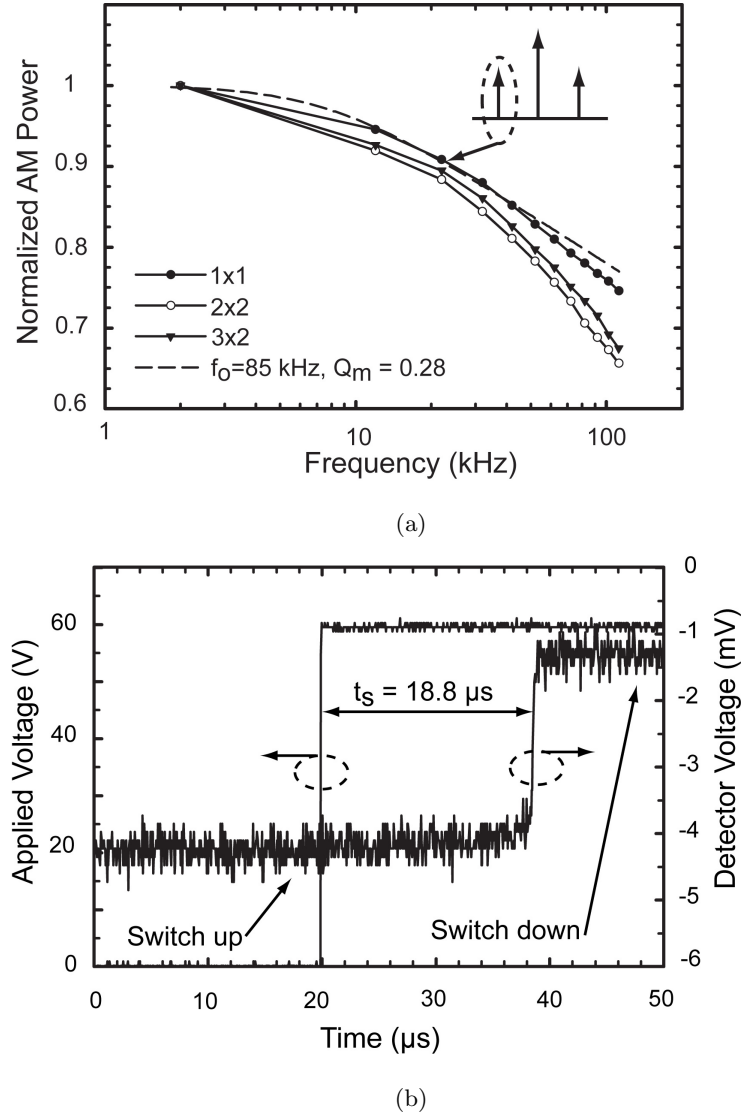 Normalized AM Power
1
0.9
0.8
0.7
0.6
1x1
2x2
3x2
fo=85 kHz, Qm = 0.28
1
10
100
Frequency (kHz)
(a)
Applied Voltage (V)
60
40
20
0
0
-1
-2
-3
-4
-5
-6
Detector Voltage (mV)
ts = 18.8 µs
Switch up
Switch down
0
10
20
30
40
50
Time (µs)
(b)